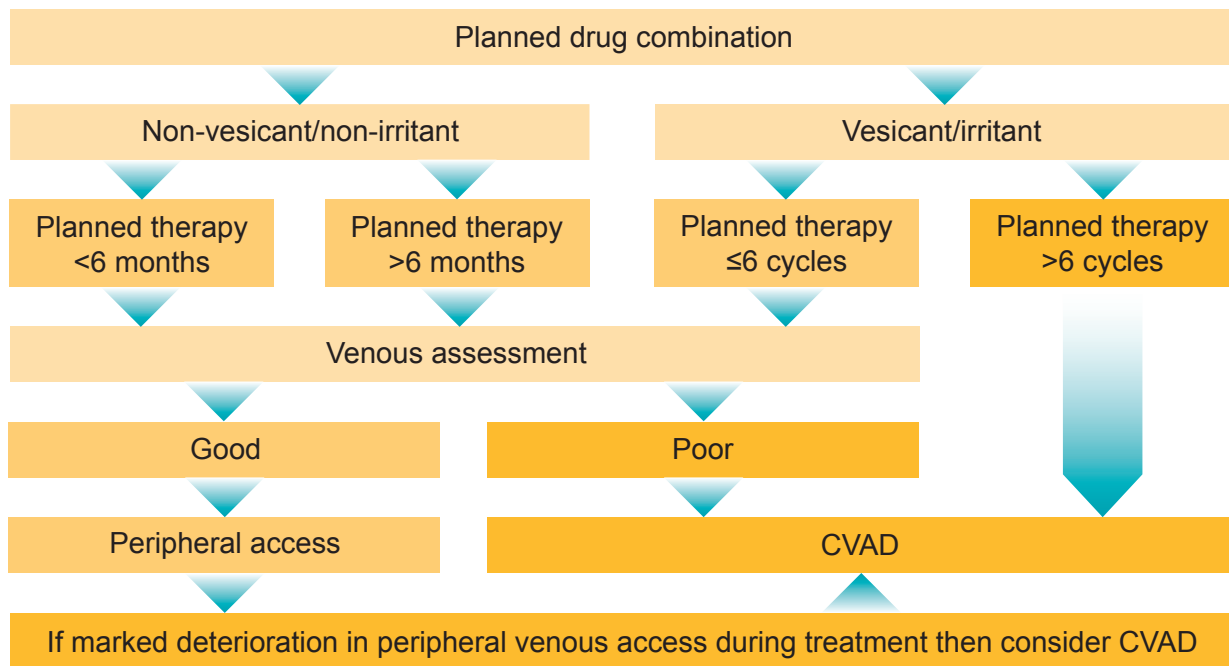 Planned drug combination
Non-vesicant/non-irritant
Vesicant/irritant
Planned therapy
<6 months
Planned therapy
>6 months
Planned therapy
≤6 cycles
Planned therapy
>6 cycles
Venous assessment
Good
Poor
Peripheral access
CVAD
If marked deterioration in peripheral venous access during treatment then consider CVAD